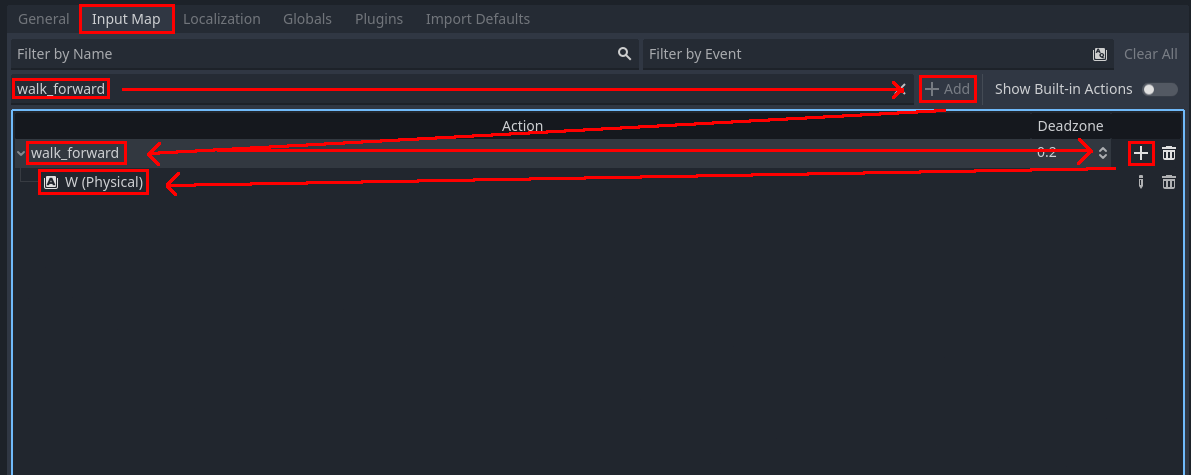 General Input Map Localization Globals Plugins Import Defaults
Filter by Name Filter by Event Clear All
walk_forward Add Show Built-in Actions
Action Deadzone
walk_forward 0.2
W (Physical)